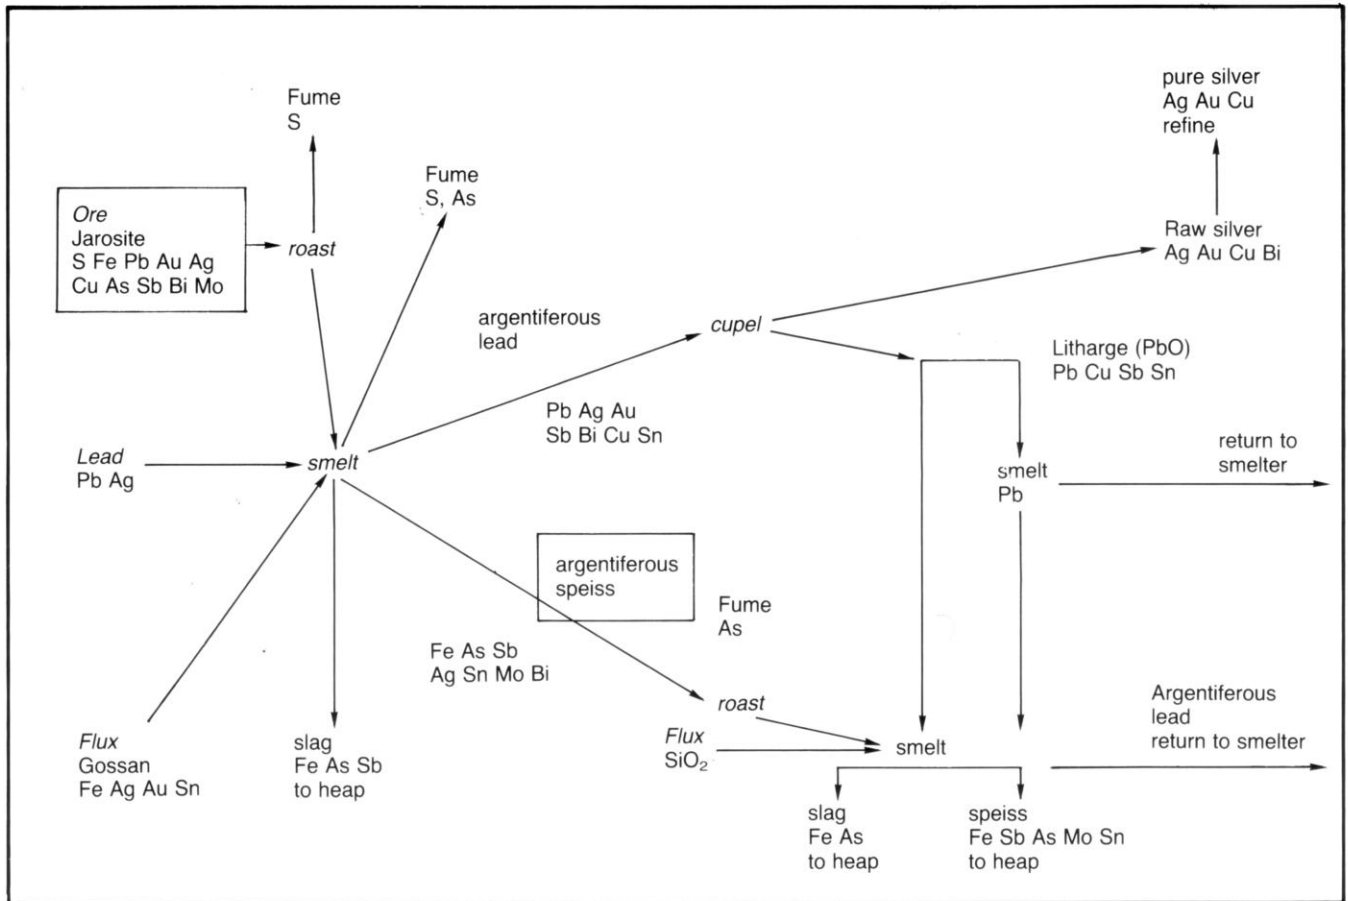 Fume
S
Ore
Jarosite
S Fe Pb Au Ag
Cu As Sb Bi Mo
roast
Fume
S, As
pure silver
Ag Au Cu
refine
Raw silver
Ag Au Cu Bi
argentiferous
lead
cupel
Litharge (PbO)
Pb Cu Sb Sn
Pb Ag Au
Sb Bi Cu Sn
Lead
Pb Ag
smelt
smelt
Pb
return to
smelter
argentiferous
speiss
Fume
As
Fe As Sb
Ag Sn Mo Bi
roast
Flux
Gossan
Fe Ag Au Sn
slag
Fe As Sb
to heap
Flux
SiO₂
smelt
Argentiferous
lead
return to smelter
slag
Fe As
to heap
speiss
Fe Sb As Mo Sn
to heap